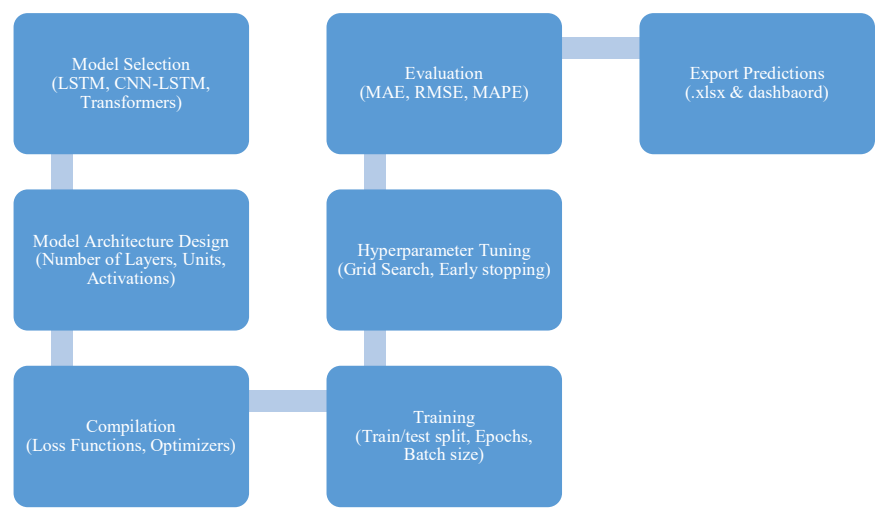 Model Selection
(LSTM, CNN-LSTM,
Transformers)
Model Architecture Design
(Number of Layers, Units,
Activations)
Compilation
(Loss Functions, Optimizers)
Training
(Train/test split, Epochs,
Batch size)
Hyperparameter Tuning
(Grid Search, Early stopping)
Evaluation
(MAE, RMSE, MAPE)
Export Predictions
(.xlsx & dashbaord)